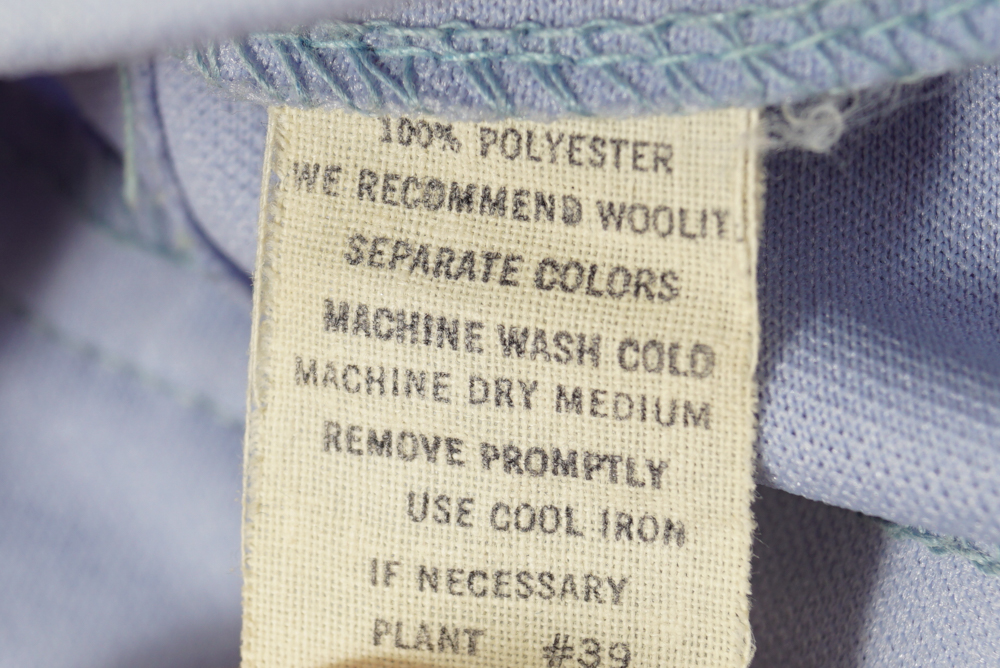 100% POLYESTER
WE RECOMMEND WOOLIT
SEPARATE COLORS
MACHINE WASH COLD
MACHINE DRY MEDIUM
REMOVE PROMPTLY
USE COOL IRON
IF NECESSARY
PLANT #39